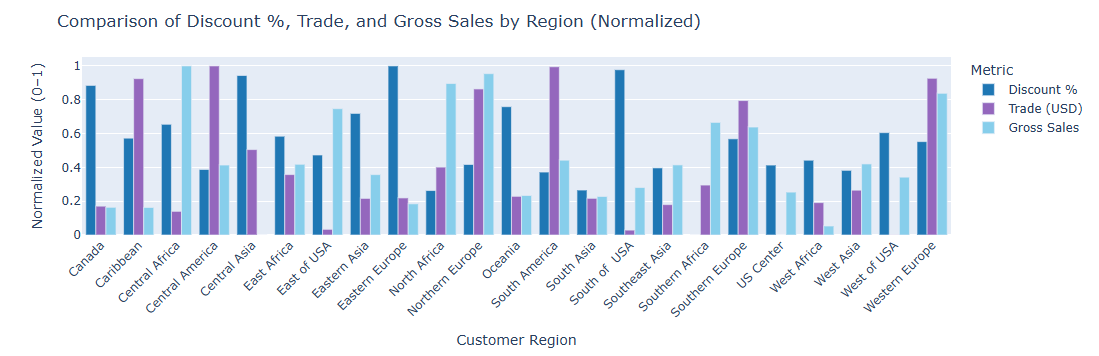 Comparison of Discount %, Trade, and Gross Sales by Region (Normalized)
Normalized Value (0–1)
1
0.8
0.6
0.4
0.2
0
Canada
Caribbean
Central Africa
Central America
Central Asia
East Africa
East of USA
Eastern Asia
Eastern Europe
North Africa
Northern Europe
Oceania
South America
South Asia
South of  USA
Southeast Asia
Southern Africa
Southern Europe
US Center
West Africa
West Asia
West of USA
Western Europe
Customer Region
Metric
Discount %
Trade (USD)
Gross Sales